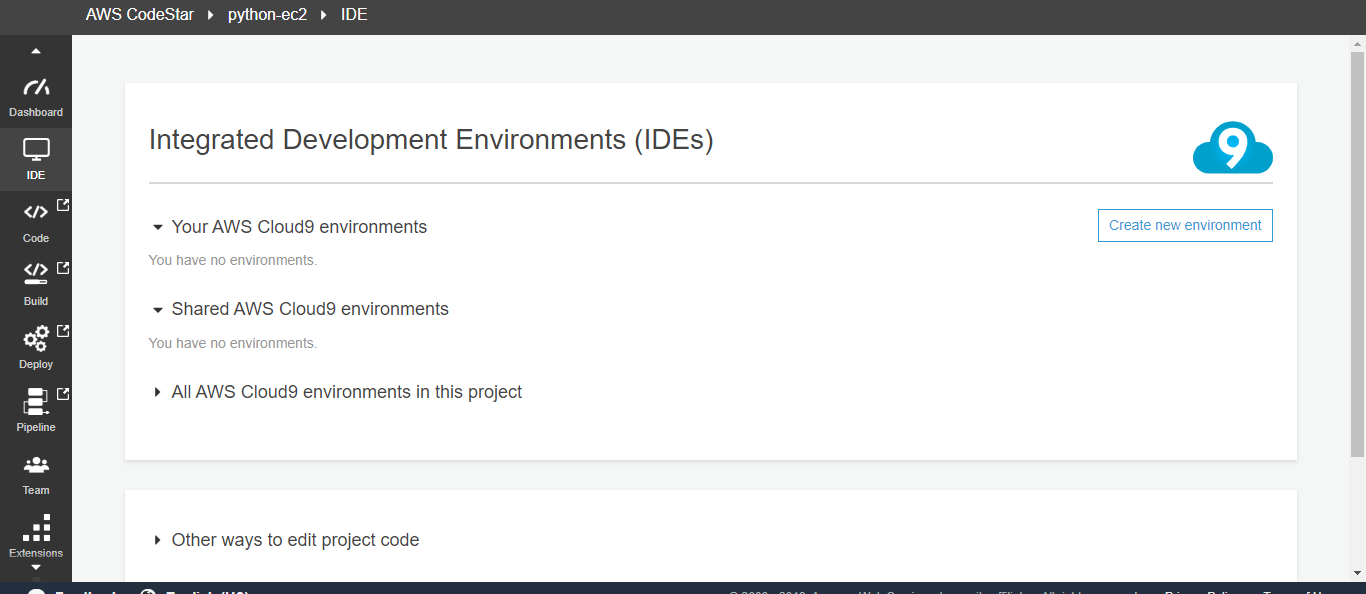 AWS CodeStar python-ec2 IDE
Dashboard
IDE
Code
Build
Deploy
Pipeline
Team
Extensions
Integrated Development Environments (IDEs)
9
Your AWS Cloud9 environments
Create new environment
You have no environments.
Shared AWS Cloud9 environments
You have no environments.
All AWS Cloud9 environments in this project
Other ways to edit project code